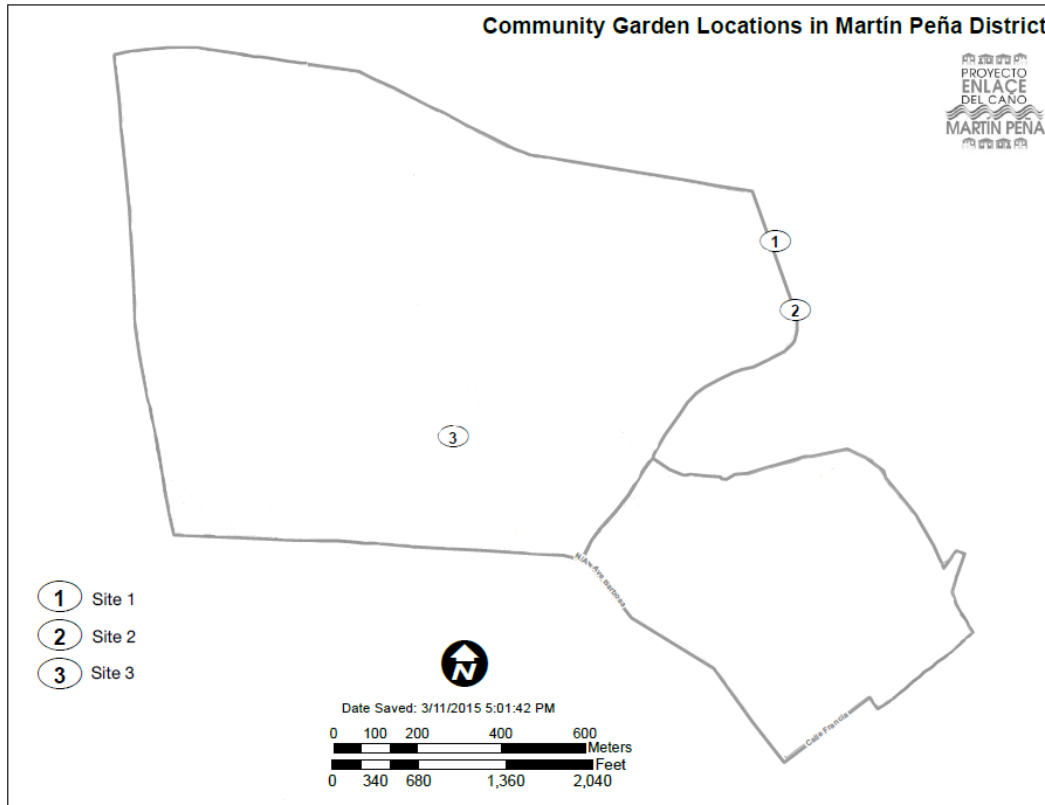 Community Garden Locations in Martín Peña District
PROYECTO
ENLACE
DEL CAÑO
MARTÍN PEÑA
1
2
3
N/A - Ave Barbosa
Calle Francia
1 Site 1
2 Site 2
3 Site 3
N
Date Saved: 3/11/2015 5:01:42 PM
0 100 200 400 600
Meters
Feet
0 340 680 1,360 2,040